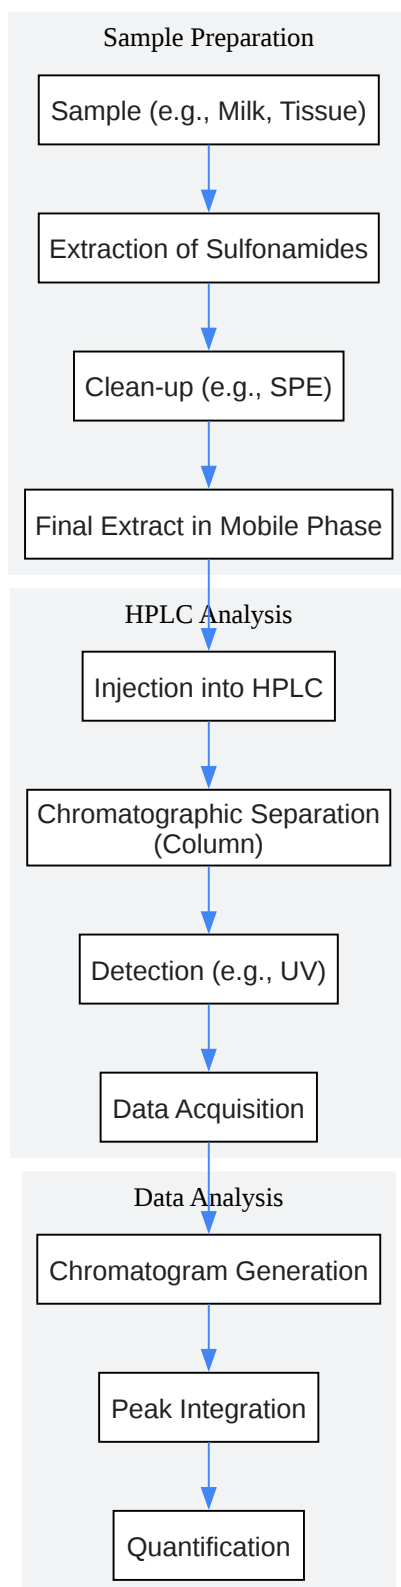 Sample Preparation
Sample (e.g., Milk, Tissue)
Extraction of Sulfonamides
Clean-up (e.g., SPE)
Final Extract in Mobile Phase
HPLC Analysis
Injection into HPLC
Chromatographic Separation
(Column)
Detection (e.g., UV)
Data Acquisition
Data Analysis
Chromatogram Generation
Peak Integration
Quantification